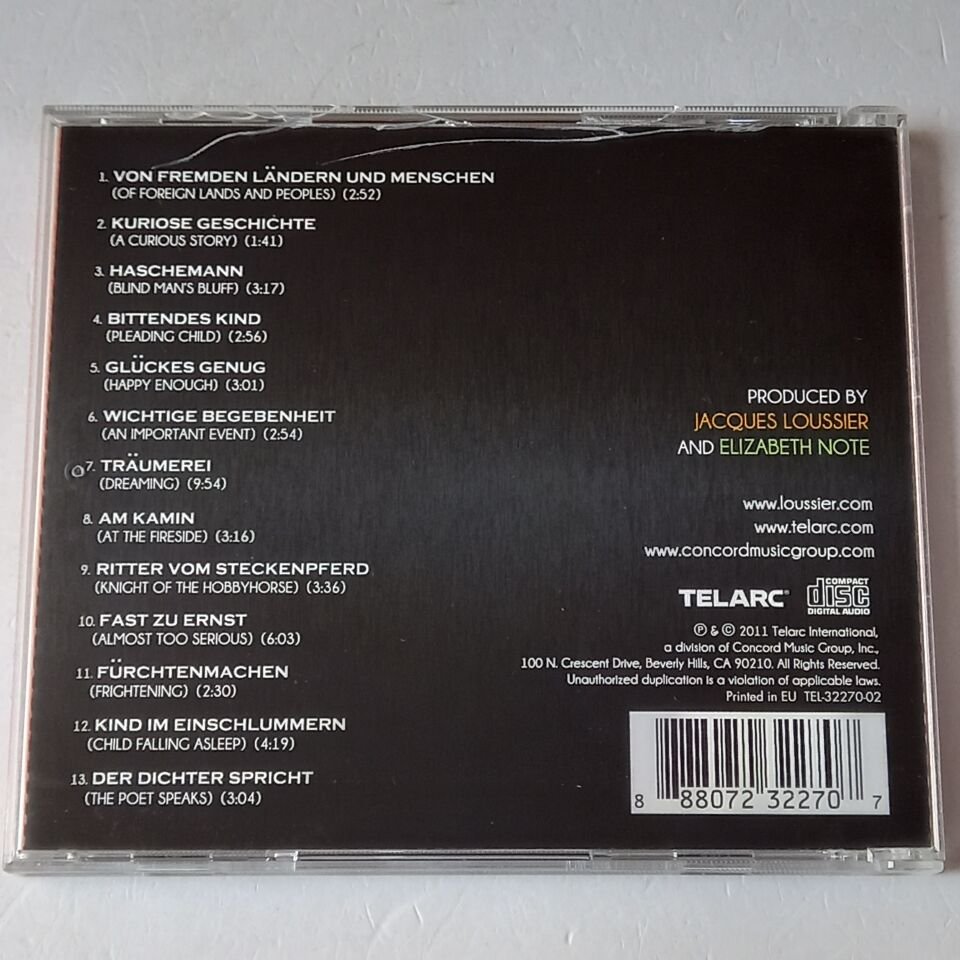 1. VON FREMDEN LÄNDERN UND MENSCHEN
(OF FOREIGN LANDS AND PEOPLES) (2:52)
2. KURIOSE GESCHICHTE
(A CURIOUS STORY) (1:41)
3. HASCHEMANN
(BLIND MAN'S BLUFF) (3:17)
4. BITTENDES KIND
(PLEADING CHILD) (2:56)
5. GLÜCKES GENUG
(HAPPY ENOUGH) (3:01)
6. WICHTIGE BEGEBENHEIT
(AN IMPORTANT EVENT) (2:54)
7. TRÄUMEREI
(DREAMING) (9:54)
8. AM KAMIN
(AT THE FIRESIDE) (3:16)
9. RITTER VOM STECKENPFERD
(KNIGHT OF THE HOBBYHORSE) (3:36)
10. FAST ZU ERNST
(ALMOST TOO SERIOUS) (6:03)
11. FÜRCHTENMACHEN
(FRIGHTENING) (2:30)
12. KIND IM EINSCHLUMMERN
(CHILD FALLING ASLEEP) (4:19)
13. DER DICHTER SPRICHT
(THE POET SPEAKS) (3:04)
PRODUCED BY
JACQUES LOUSSIER
AND ELIZABETH NOTE
www.loussier.com
www.telarc.com
www.concordmusicgroup.com
TELARC®
COMPACT
disc
DIGITAL AUDIO
℗ & © 2011 Telarc International,
a division of Concord Music Group, Inc.,
100 N. Crescent Drive, Beverly Hills, CA 90210. All Rights Reserved.
Unauthorized duplication is a violation of applicable laws.
Printed in EU TEL-32270-02
8 88072 32270 7